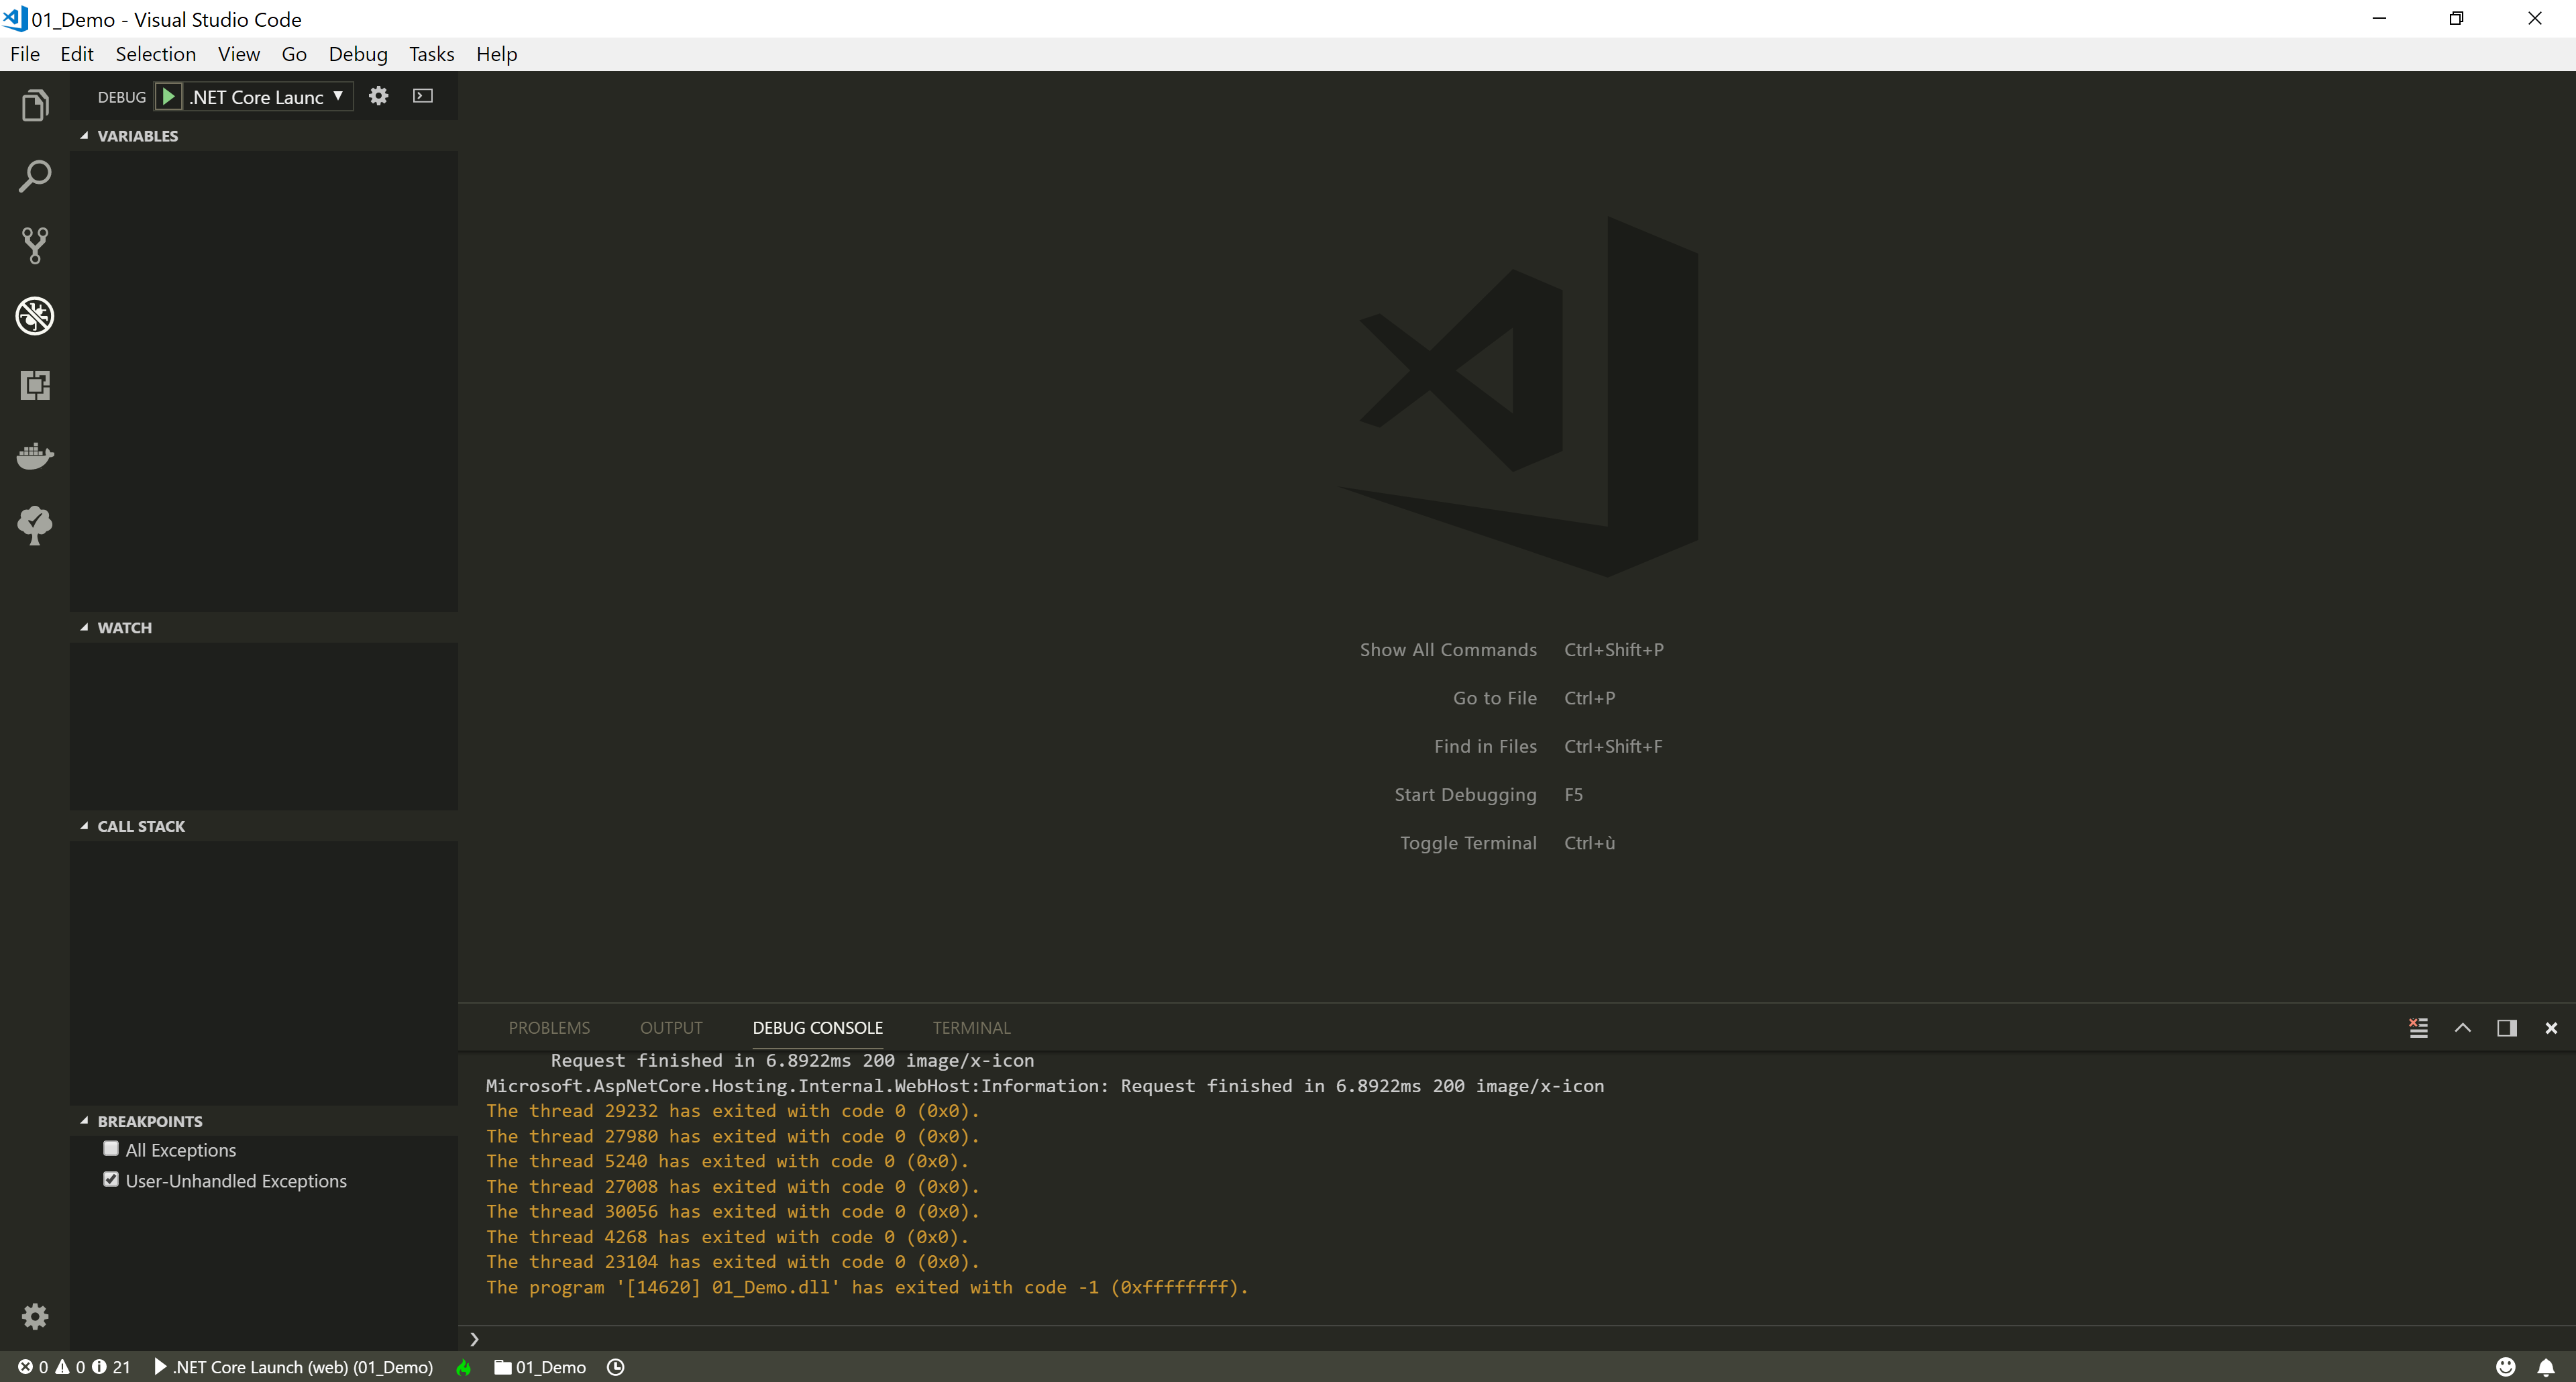 01_Demo - Visual Studio Code
File Edit Selection View Go Debug Tasks Help
DEBUG .NET Core Launc
VARIABLES
WATCH
CALL STACK
BREAKPOINTS
All Exceptions
User-Unhandled Exceptions
Show All Commands Ctrl+Shift+P
Go to File Ctrl+P
Find in Files Ctrl+Shift+F
Start Debugging F5
Toggle Terminal Ctrl+ù
PROBLEMS OUTPUT DEBUG CONSOLE TERMINAL
Request finished in 6.8922ms 200 image/x-icon
Microsoft.AspNetCore.Hosting.Internal.WebHost:Information: Request finished in 6.8922ms 200 image/x-icon
The thread 29232 has exited with code 0 (0x0).
The thread 27980 has exited with code 0 (0x0).
The thread 5240 has exited with code 0 (0x0).
The thread 27008 has exited with code 0 (0x0).
The thread 30056 has exited with code 0 (0x0).
The thread 4268 has exited with code 0 (0x0).
The thread 23104 has exited with code 0 (0x0).
The program '[14620] 01_Demo.dll' has exited with code -1 (0xffffffff).
0 0 21 .NET Core Launch (web) (01_Demo) 01_Demo